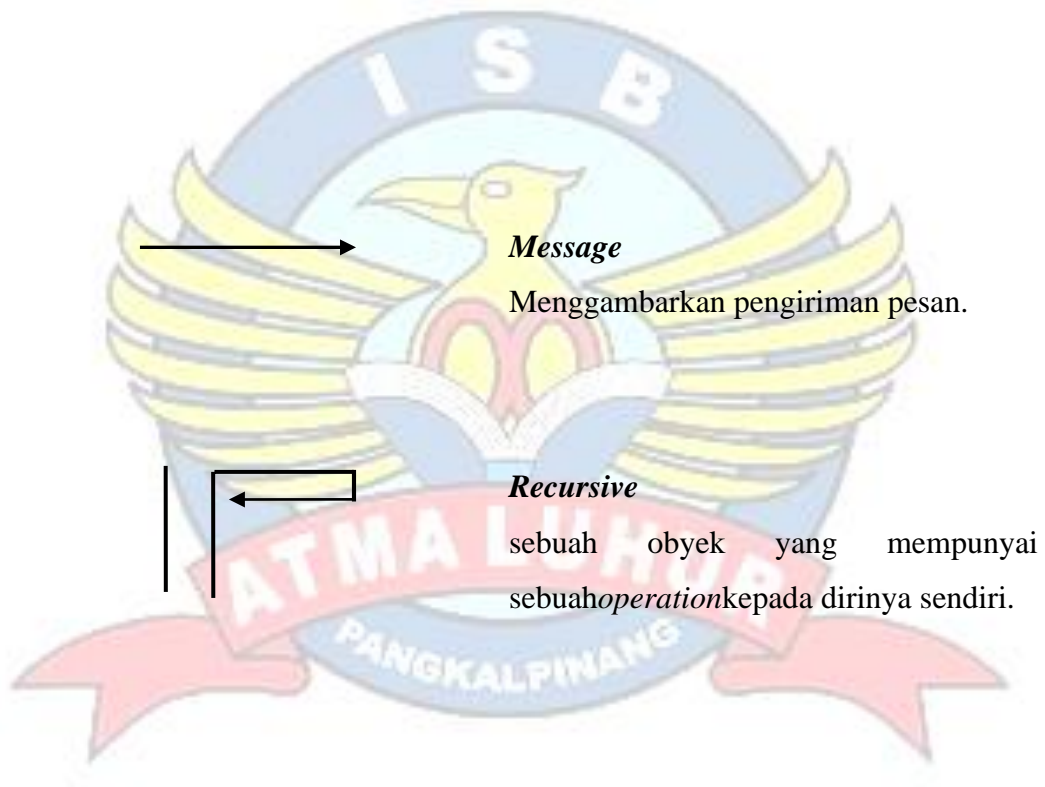 I S B
Message
Menggambarkan pengiriman pesan.
Recursive
sebuah obyek yang mempunyai
sebuahoperationkepada dirinya sendiri.
ATMA LUHUR
PANGKALPINANG